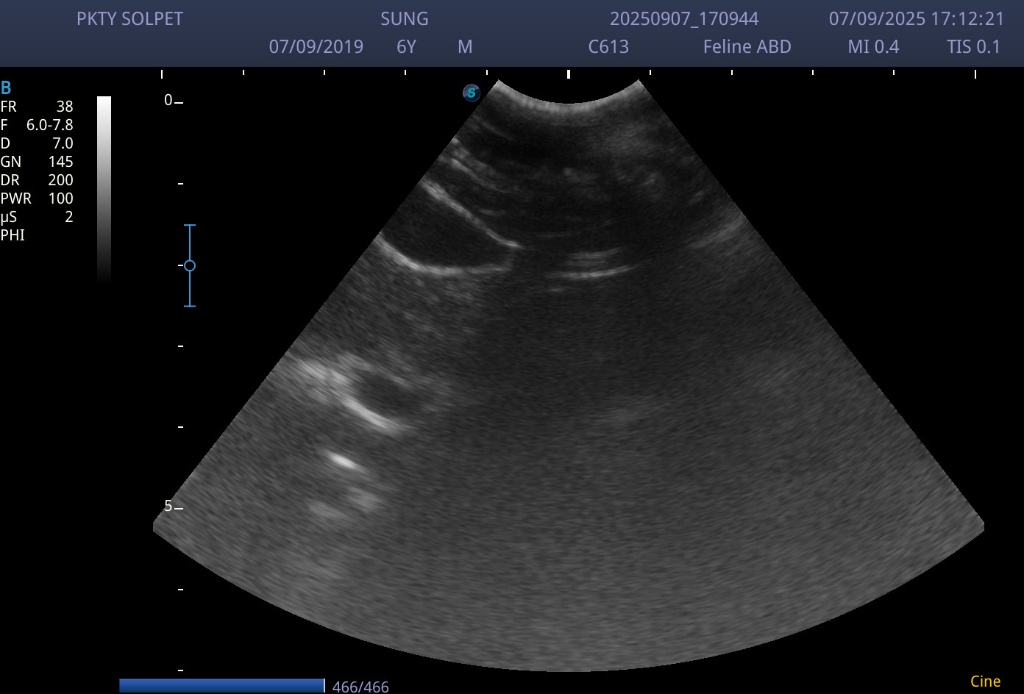 PKTY SOLPET SUNG 20250907_170944 07/09/2025 17:12:21
07/09/2019 6Y M C613 Feline ABD MI 0.4 TIS 0.1
B
FR 38
F 6.0-7.8
D 7.0
GN 145
DR 200
PWR 100
µS 2
PHI
S
0
5
466/466
Cine